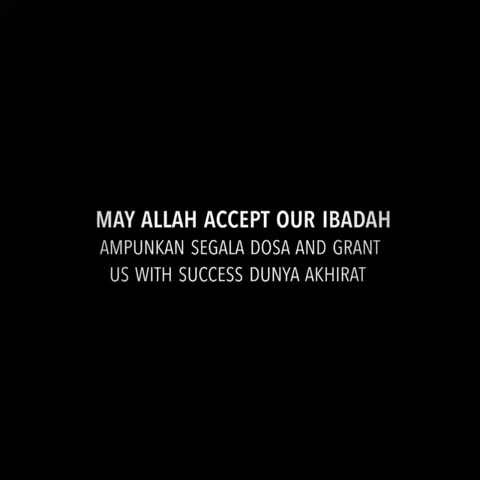 MAY ALLAH ACCEPT OUR IBADAH
AMPUNKAN SEGALA DOSA AND GRANT
US WITH SUCCESS DUNYA AKHIRAT